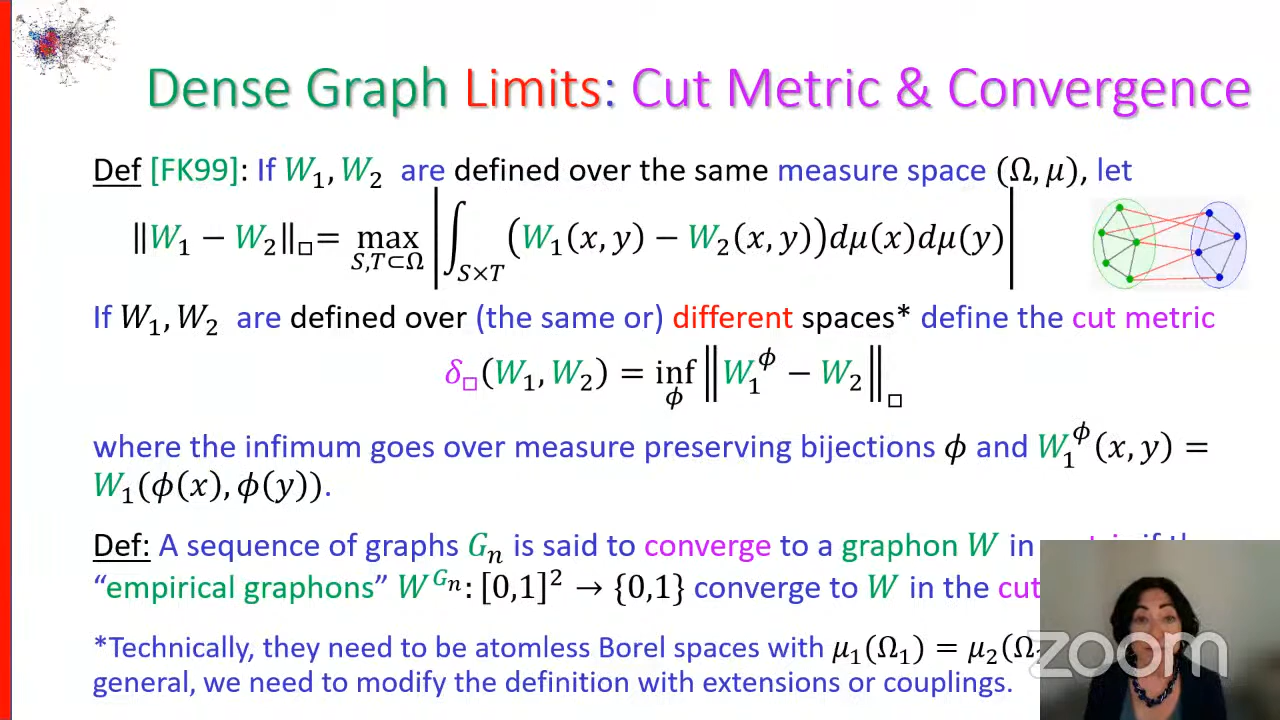 Dense Graph Limits: Cut Metric & Convergence
Def [FK99]: If W₁, W₂ are defined over the same measure space (Ω, μ), let
‖W₁ − W₂‖□ = max_{S,T⊂Ω} |∫_{S×T} (W₁(x, y) − W₂(x, y)) dμ(x)dμ(y)|
If W₁, W₂ are defined over (the same or) different spaces* define the cut metric
δ□(W₁, W₂) = inf_ϕ ‖W₁^ϕ − W₂‖□
where the infimum goes over measure preserving bijections ϕ and W₁^ϕ(x, y) =
W₁(ϕ(x), ϕ(y)).
Def: A sequence of graphs Gₙ is said to converge to a graphon W in
"empirical graphons" W^{Gₙ}: [0,1]² → {0,1} converge to W in the cut
*Technically, they need to be atomless Borel spaces with μ₁(Ω₁) = μ₂(Ω
general, we need to modify the definition with extensions or couplings.
zoom